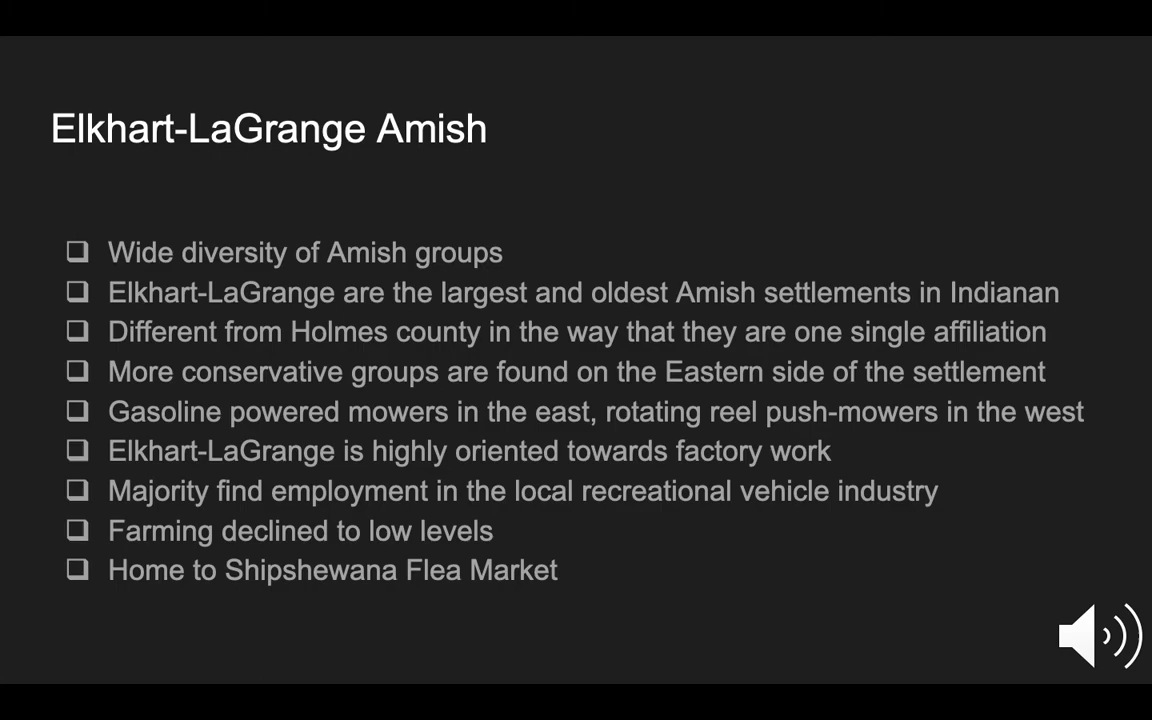 Elkhart-LaGrange Amish
❑ Wide diversity of Amish groups
❑ Elkhart-LaGrange are the largest and oldest Amish settlements in Indianan
❑ Different from Holmes county in the way that they are one single affiliation
❑ More conservative groups are found on the Eastern side of the settlement
❑ Gasoline powered mowers in the east, rotating reel push-mowers in the west
❑ Elkhart-LaGrange is highly oriented towards factory work
❑ Majority find employment in the local recreational vehicle industry
❑ Farming declined to low levels
❑ Home to Shipshewana Flea Market